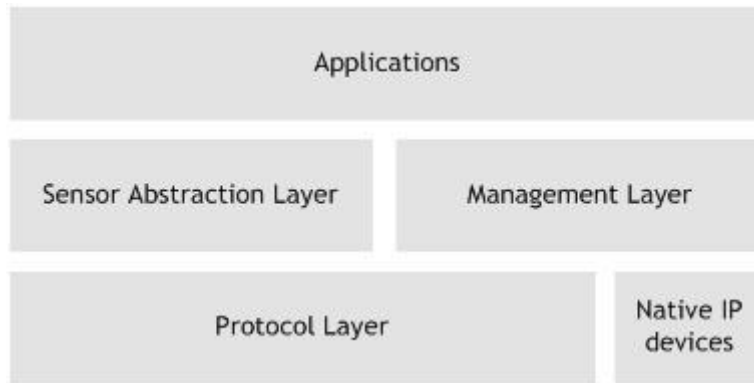 Applications
Sensor Abstraction Layer
Management Layer
Protocol Layer
Native IP
devices